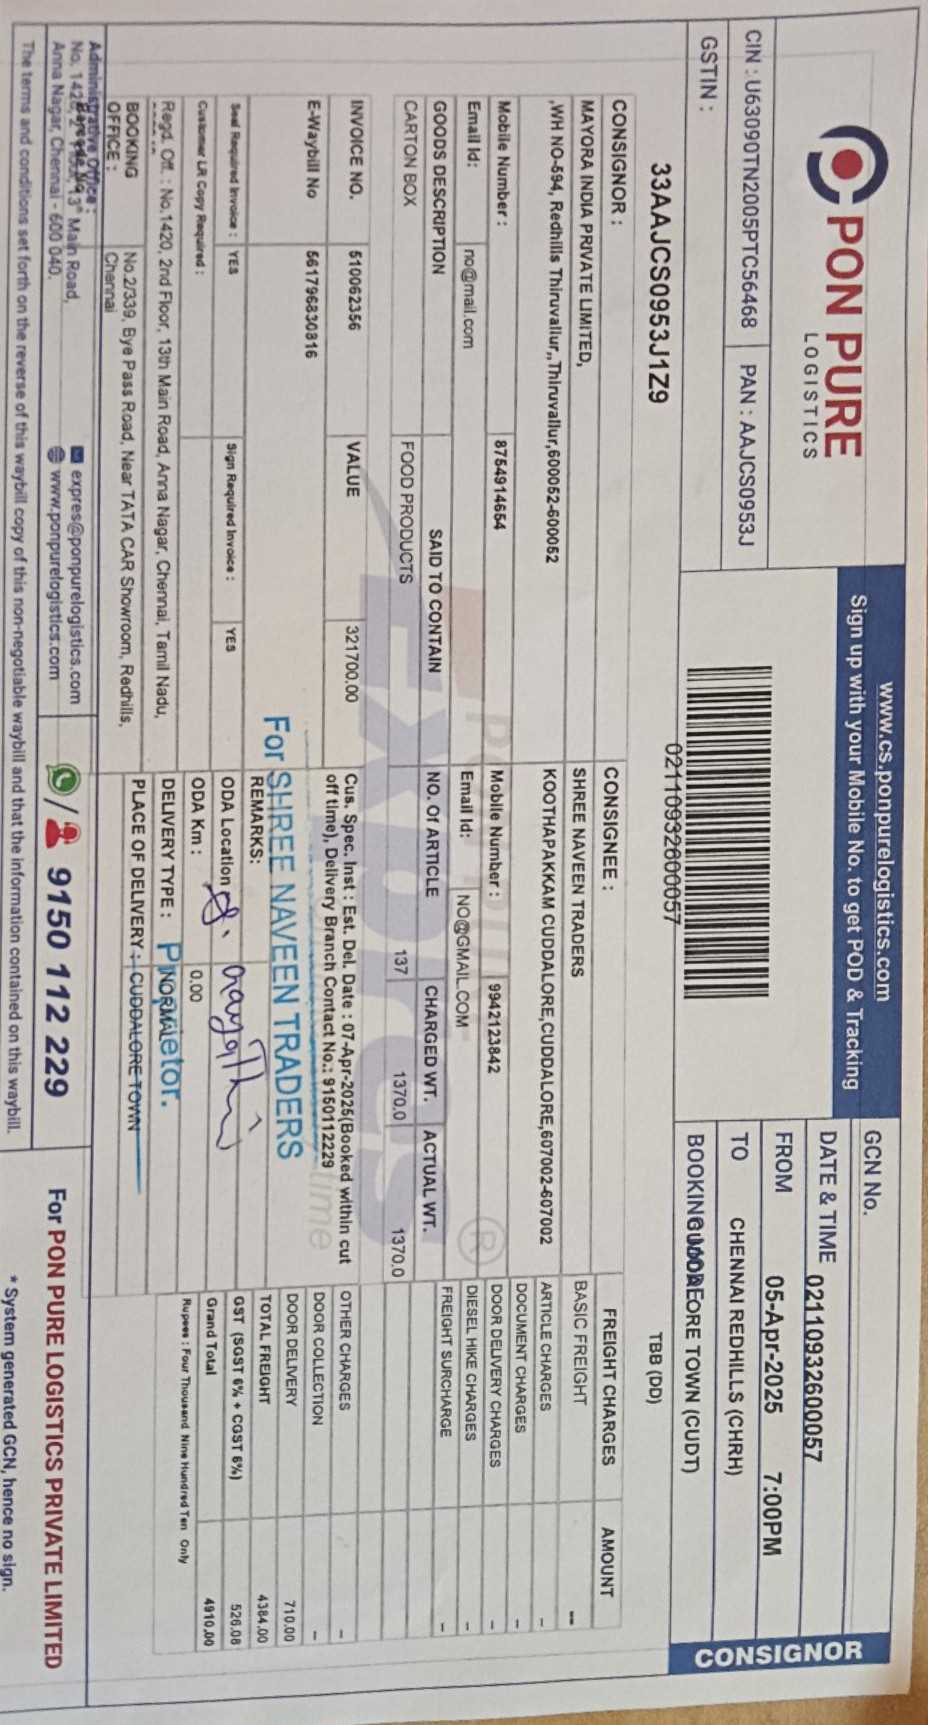 PON PURE
LOGISTICS
www.cs.ponpurelogistics.com
Sign up with your Mobile No. to get POD & Tracking
CIN : U63090TN2005PTC56468
PAN : AAJCS0953J
GSTIN :
33AAJCS0953J1Z9
02110932600057
GCN No.
02110932600057
DATE & TIME
FROM
05-Apr-2025 7:00PM
TO
CHENNAI REDHILLS (CHRH)
CUDDALORE TOWN (CUDT)
BOOKING MODE
TBB (DD)
CONSIGNOR
CONSIGNOR :
MAYORA INDIA PRIVATE LIMITED,
,WH NO-594, Redhills Thiruvallur,,Thiruvallur,600052-600052
Mobile Number :
8754914654
Email Id:
no@mail.com
CONSIGNEE :
SHREE NAVEEN TRADERS
KOOTHAPAKKAM CUDDALORE,CUDDALORE,607002-607002
Mobile Number :
9942123842
Email Id:
NO@GMAIL.COM
GOODS DESCRIPTION
SAID TO CONTAIN
NO. Of ARTICLE
CHARGED WT.
ACTUAL WT.
CARTON BOX
FOOD PRODUCTS
137
1370.0
1370.0
INVOICE NO.
510062356
VALUE
321700.00
E-Waybill No
561796830816
Cus. Spec. Inst : Est. Del. Date : 07-Apr-2025(Booked within cut
off time), Delivery Branch Contact No.: 9150112229
REMARKS:
Seal Required Invoice :
YES
Sign Required Invoice :
YES
Customer LR Copy Required :
ODA Location
ODA Km :
0.00
DELIVERY TYPE :
NORMAL
PLACE OF DELIVERY :
CUDDALORE TOWN
For SHREE NAVEEN TRADERS
Proprietor.
Regd. Off. : No.1420, 2nd Floor, 13th Main Road, Anna Nagar, Chennai, Tamil Nadu,
BOOKING
OFFICE :
No.2/339, Bye Pass Road, Near TATA CAR Showroom, Redhills,
Chennai
FREIGHT CHARGES
AMOUNT
BASIC FREIGHT
--
ARTICLE CHARGES
-
DOCUMENT CHARGES
-
DOOR DELIVERY CHARGES
-
DIESEL HIKE CHARGES
-
FREIGHT SURCHARGE
-
OTHER CHARGES
-
DOOR COLLECTION
-
DOOR DELIVERY
710.00
TOTAL FREIGHT
4384.00
GST (SGST 6% + CGST 6%)
526.08
Grand Total
4910.00
Rupees : Four Thousand Nine Hundred Ten Only
Administrative Office :
13th Main Road,
Anna Nagar, Chennai - 600 040.
expres@ponpurelogistics.com
www.ponpurelogistics.com
9150 112 229
For PON PURE LOGISTICS PRIVATE LIMITED
The terms and conditions set forth on the reverse of this waybill copy of this non-negotiable waybill and that the information contained on this waybill.
* System generated GCN, hence no sign.
PON PURE
Expres
®
time